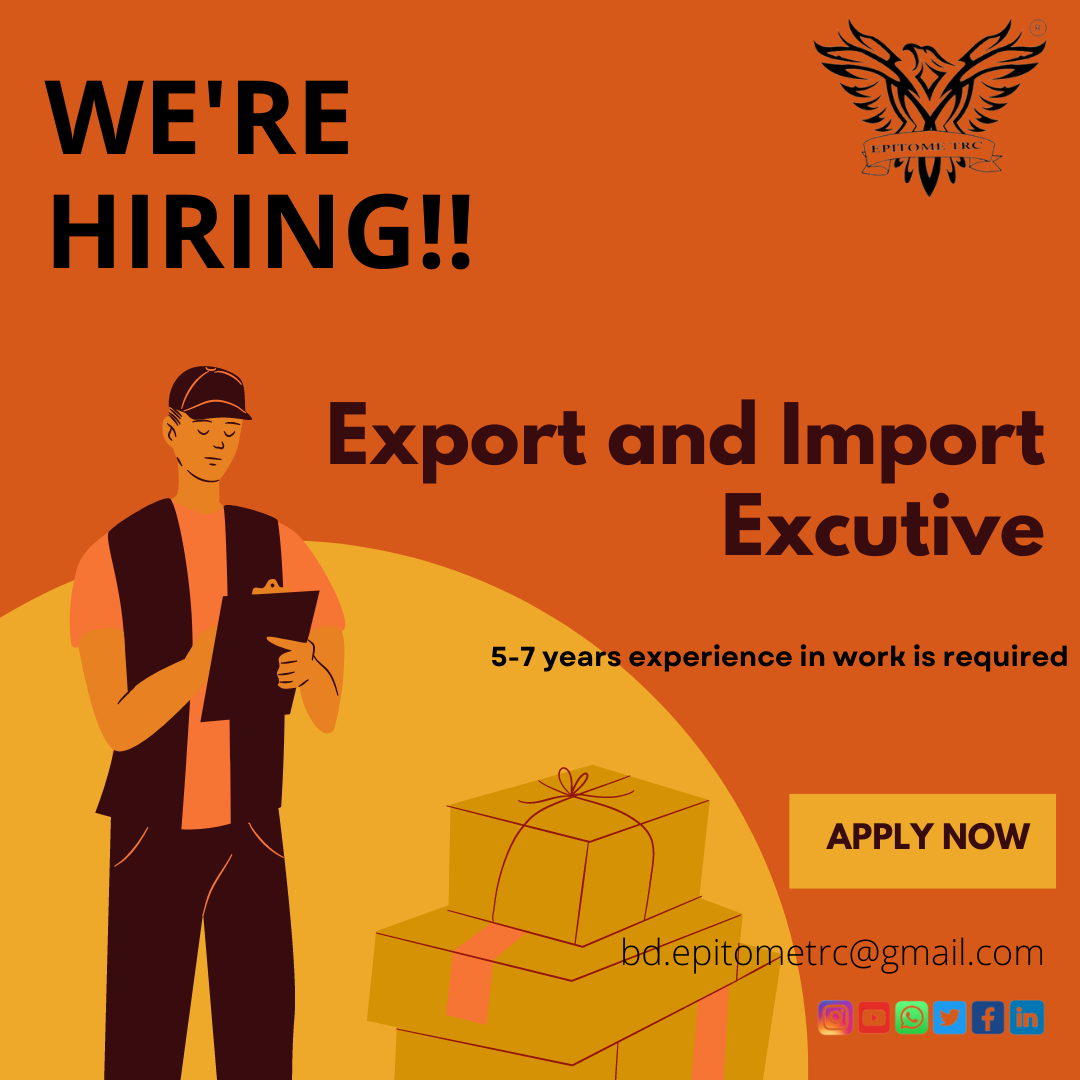 WE'RE
HIRING!!
®
EPITOME TRC
Export and Import
Excutive
5-7 years experience in work is required
APPLY NOW
bd.epitometrc@gmail.com